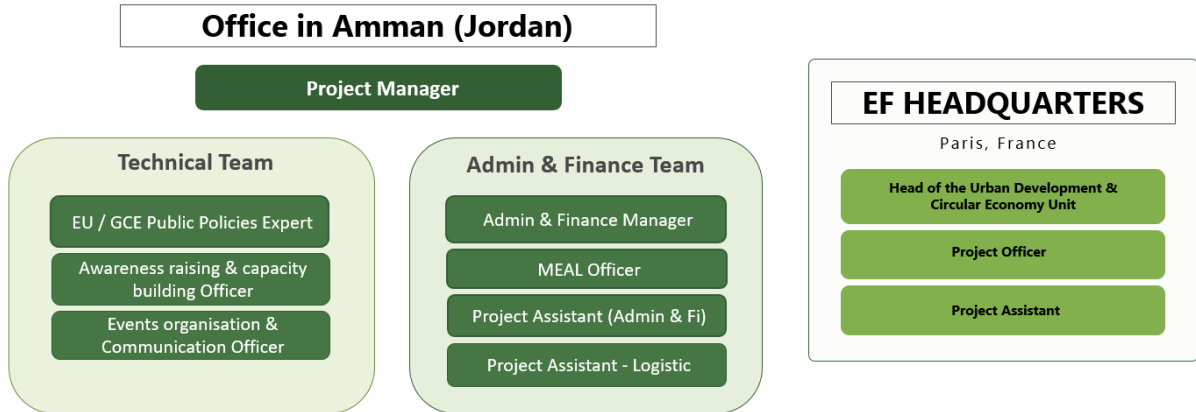 Office in Amman (Jordan)
Project Manager
Technical Team
EU / GCE Public Policies Expert
Awareness raising & capacity
building Officer
Events organisation &
Communication Officer
Admin & Finance Team
Admin & Finance Manager
MEAL Officer
Project Assistant (Admin & Fi)
Project Assistant - Logistic
EF HEADQUARTERS
Paris, France
Head of the Urban Development &
Circular Economy Unit
Project Officer
Project Assistant